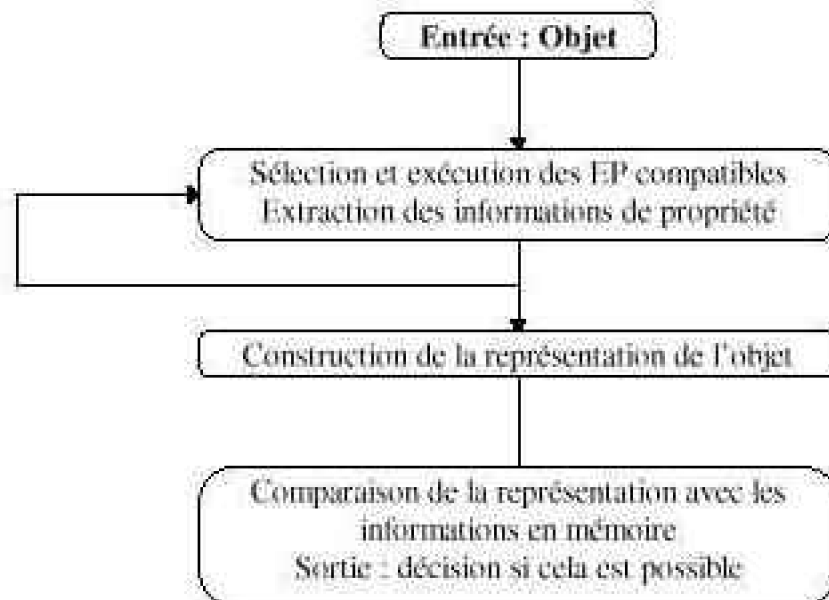 Entrée : Objet
Sélection et exécution des EP compatibles
Extraction des informations de propriété
Construction de la représentation de l'objet
Comparaison de la représentation avec les
informations en mémoire
Sortie : décision si cela est possible